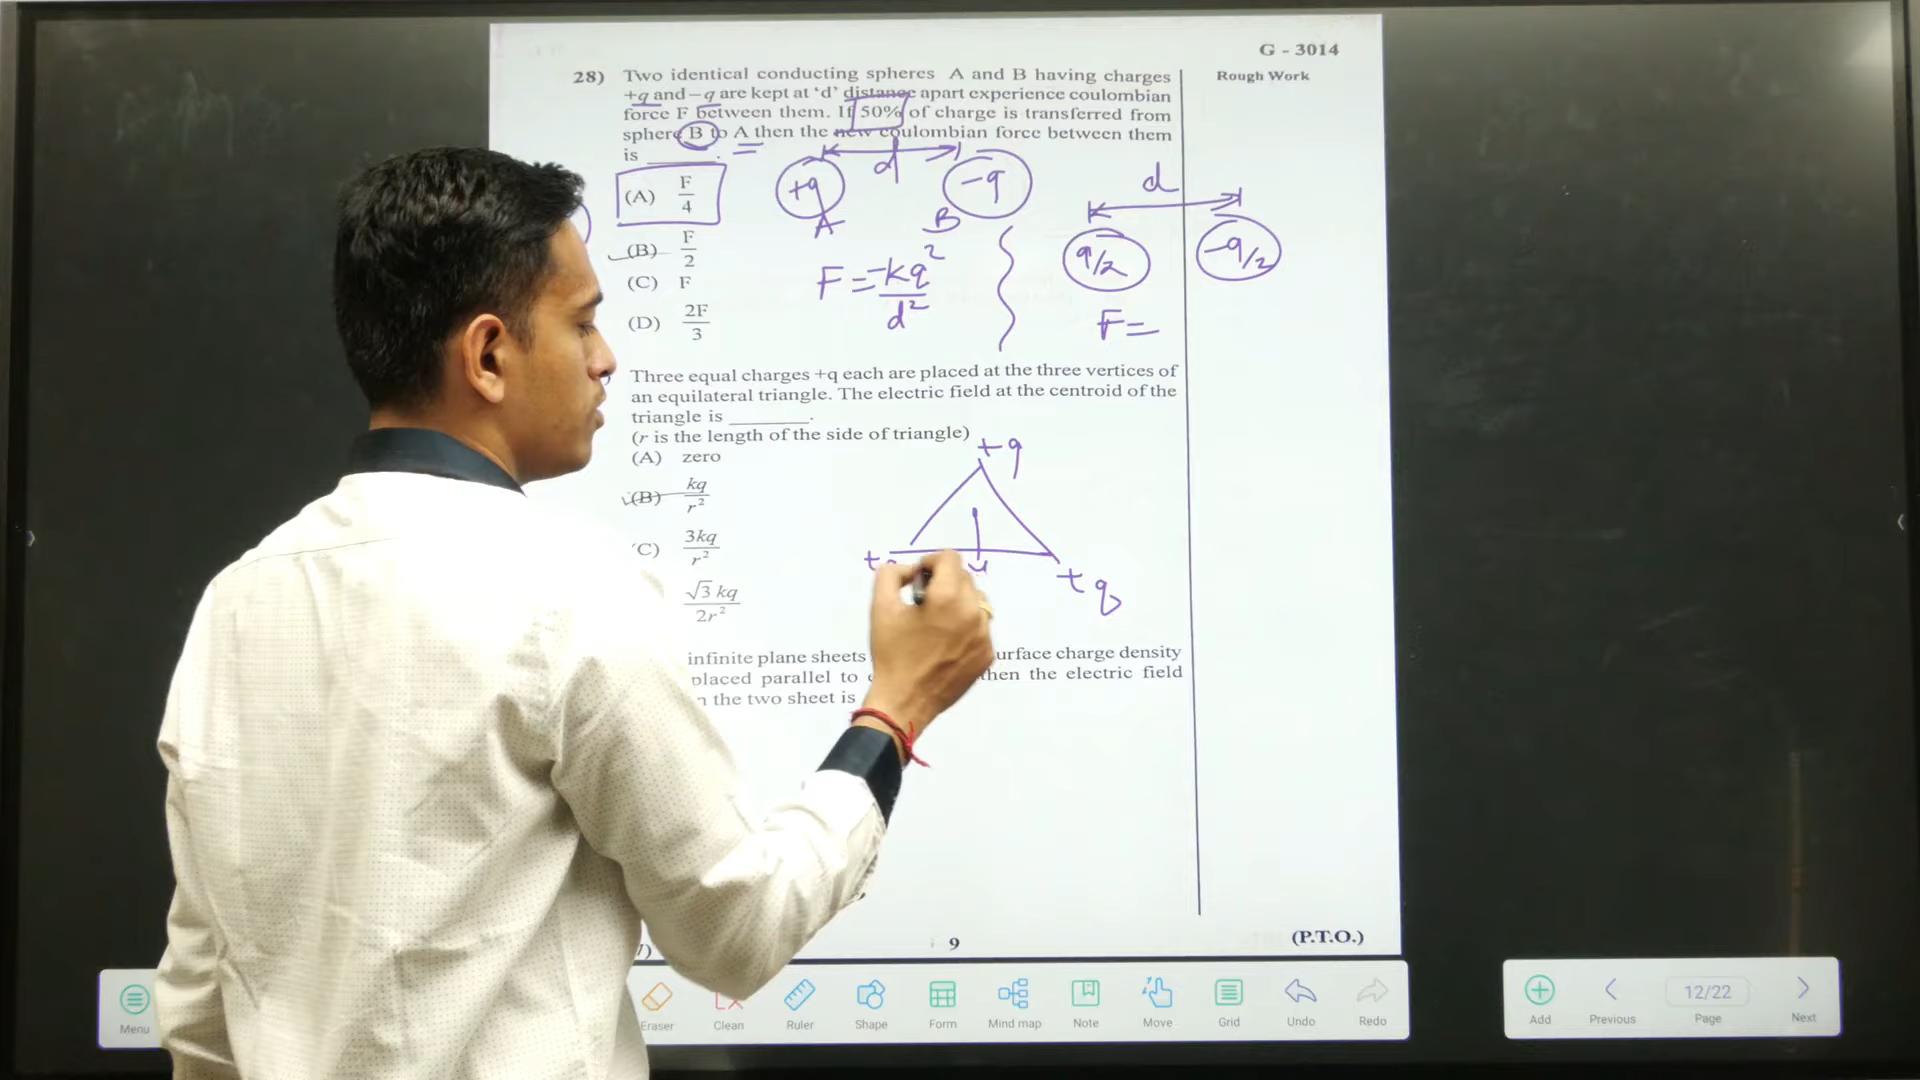 G - 3014
Rough Work
28) Two identical conducting spheres A and B having charges
+q and -q are kept at 'd' distance apart experience coulombian
force F between them. If 50% of charge is transferred from
sphere B to A then the new coulombian force between them
is ______.
(A) F/4
(B) F/2
(C) F
(D) 2F/3
d
+q
-q
A
B
F = -kq²/d²
d
q/2
-q/2
F =
Three equal charges +q each are placed at the three vertices of
an equilateral triangle. The electric field at the centroid of the
triangle is ______.
(r is the length of the side of triangle)
(A) zero
(B) kq/r²
C) 3kq/r²
√3 kq/2r²
+q
+q
infinite plane sheets
urface charge density
placed parallel to
then the electric field
the two sheet is
9
(P.T.O.)
Menu
Eraser
Clean
Ruler
Shape
Form
Mind map
Note
Move
Grid
Undo
Redo
Add
Previous
12/22
Page
Next